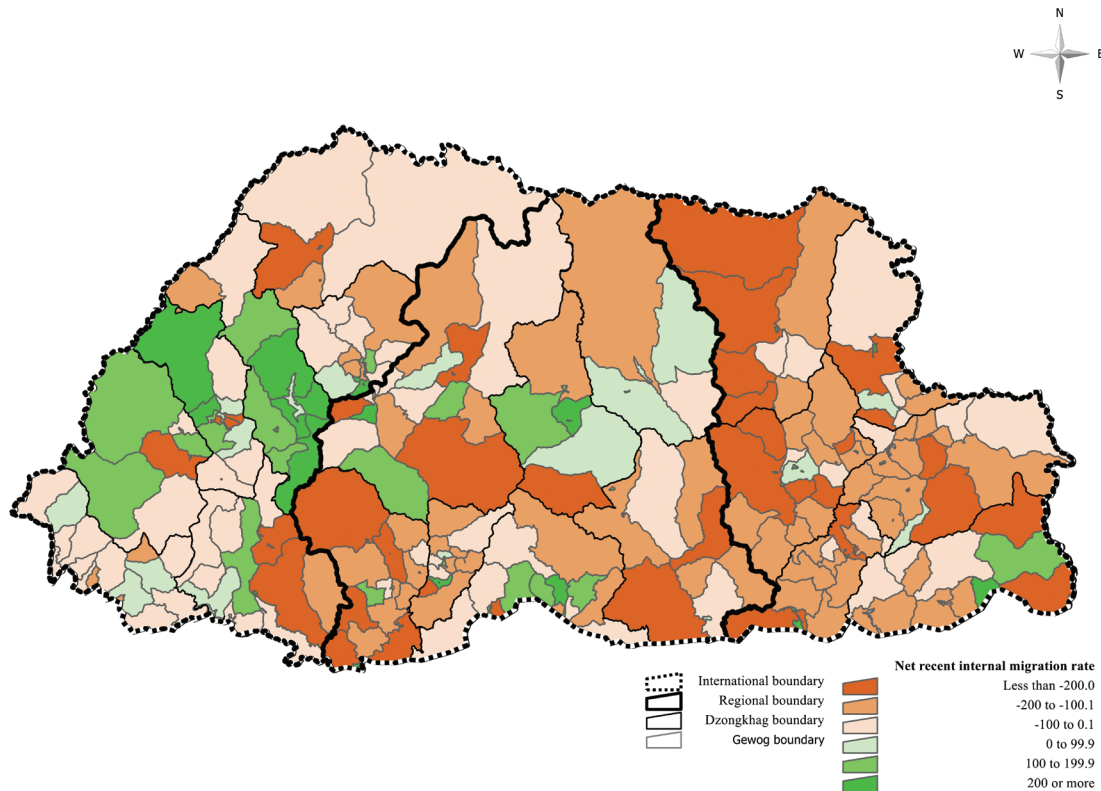 N
W
E
S
International boundary
Regional boundary
Dzongkhag boundary
Gewog boundary
Net recent internal migration rate
Less than -200.0
-200 to -100.1
-100 to 0.1
0 to 99.9
100 to 199.9
200 or more